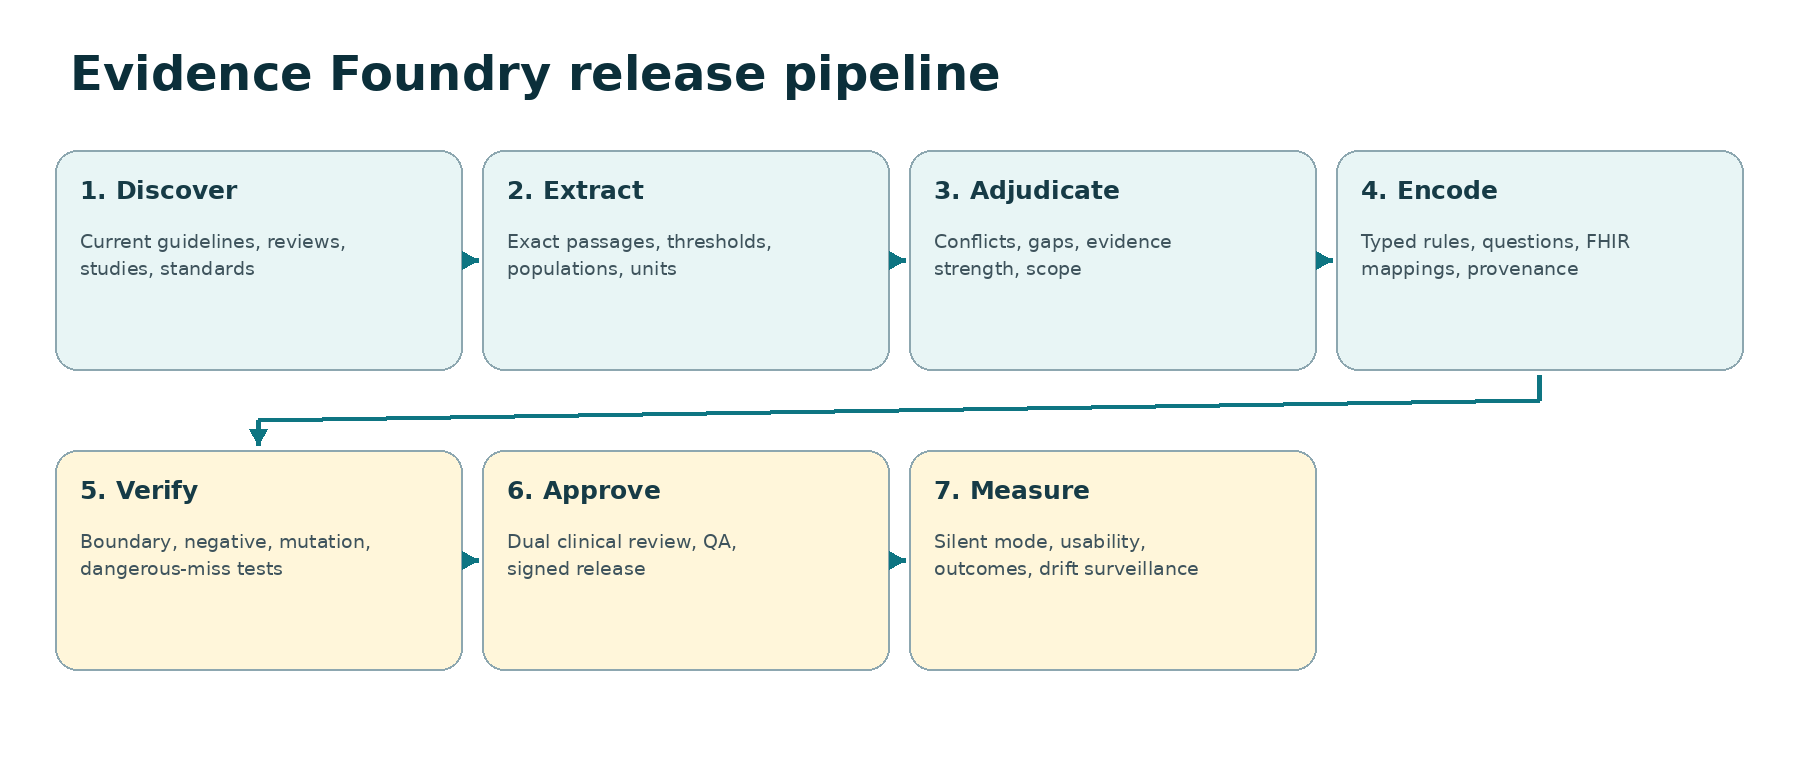 Evidence Foundry release pipeline
1. Discover
Current guidelines, reviews,
studies, standards
2. Extract
Exact passages, thresholds,
populations, units
3. Adjudicate
Conflicts, gaps, evidence
strength, scope
4. Encode
Typed rules, questions, FHIR
mappings, provenance
5. Verify
Boundary, negative, mutation,
dangerous-miss tests
6. Approve
Dual clinical review, QA,
signed release
7. Measure
Silent mode, usability,
outcomes, drift surveillance